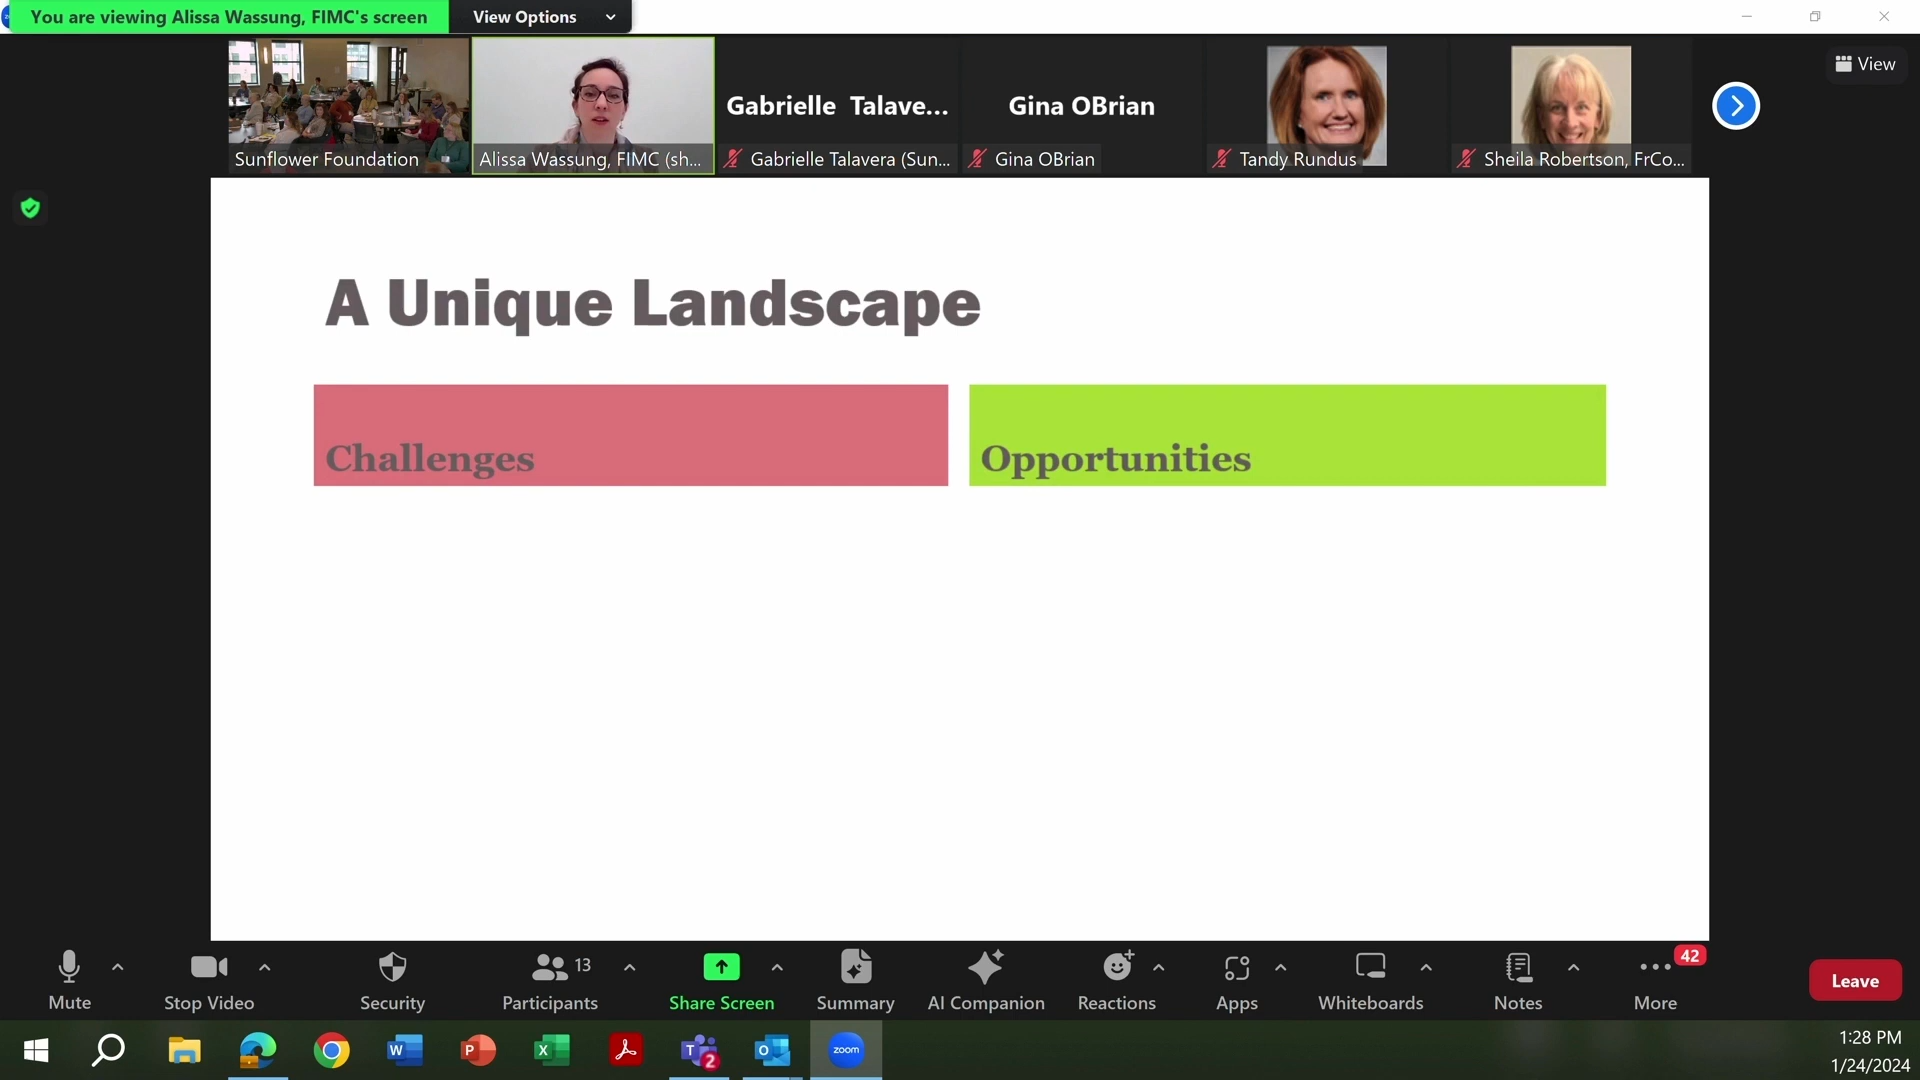 You are viewing Alissa Wassung, FIMC's screen
View Options
View
Gabrielle Talave...
Gina OBrian
Sunflower Foundation
Alissa Wassung, FIMC (sh...
Gabrielle Talavera (Sun...
Gina OBrian
Tandy Rundus
Sheila Robertson, FrCo...
A Unique Landscape
Challenges
Opportunities
13
42
Mute
Stop Video
Security
Participants
Share Screen
Summary
AI Companion
Reactions
Apps
Whiteboards
Notes
More
Leave
W
P
X
T
2
O
zoom
1:28 PM
1/24/2024